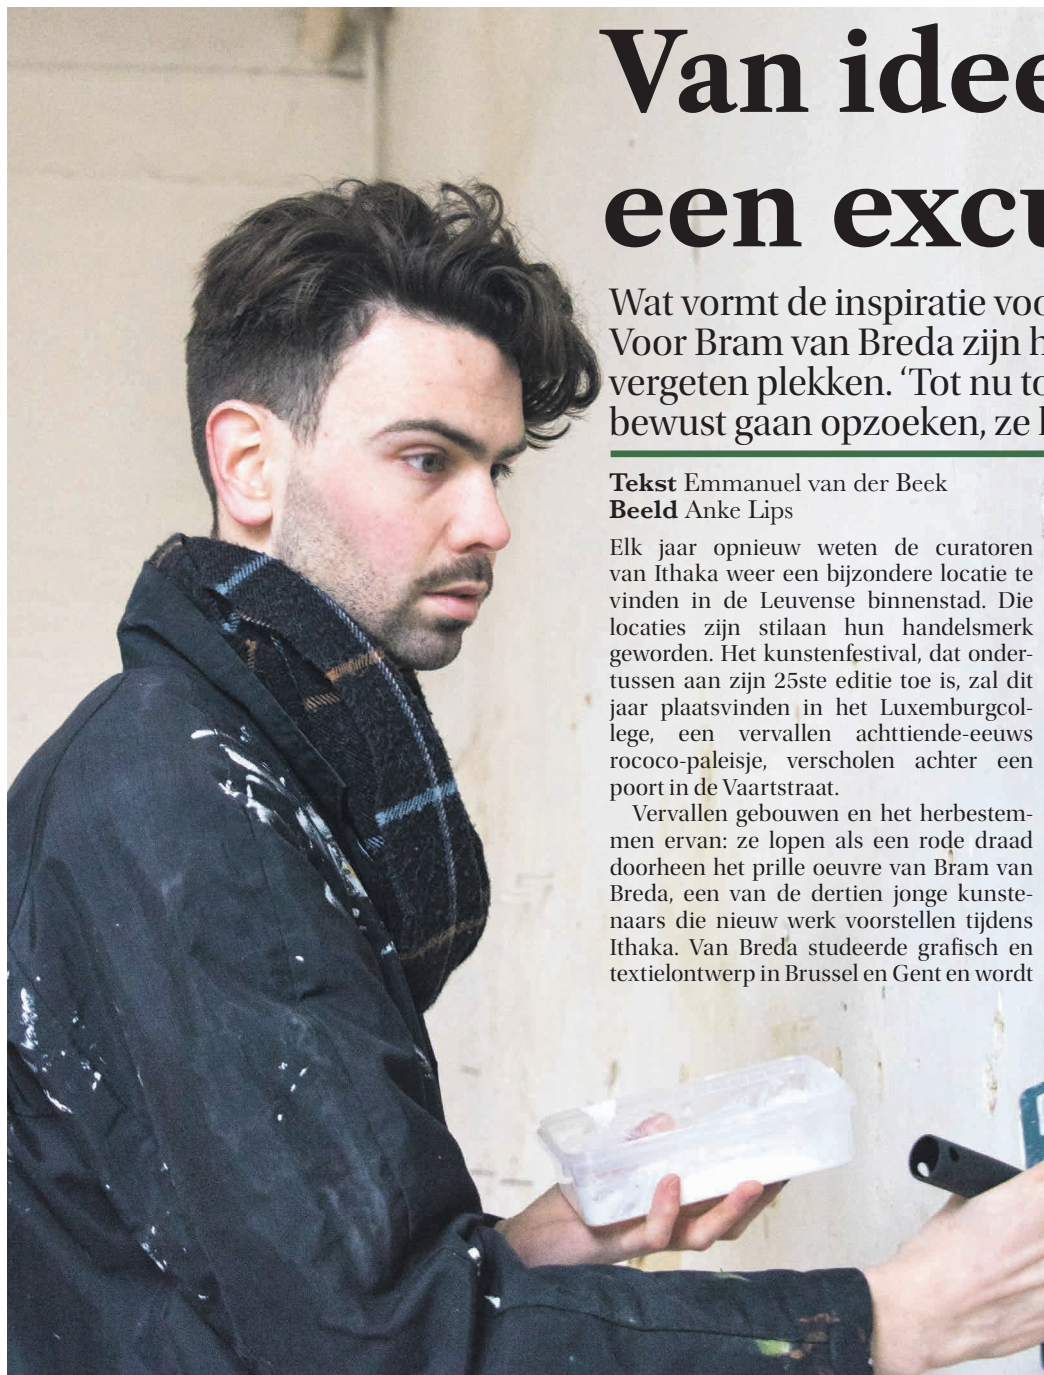 Van idee
een excu
Wat vormt de inspiratie voo
Voor Bram van Breda zijn h
vergeten plekken. ‘Tot nu to
bewust gaan opzoeken, ze
Tekst Emmanuel van der Beek
Beeld Anke Lips
Elk jaar opnieuw weten de curatoren
van Ithaka weer een bijzondere locatie te
vinden in de Leuvense binnenstad. Die
locaties zijn stilaan hun handelsmerk
geworden. Het kunstenfestival, dat onder-
tussen aan zijn 25ste editie toe is, zal dit
jaar plaatsvinden in het Luxemburgcol-
lege, een vervallen achttiende-eeuws
rococo-paleisje, verscholen achter een
poort in de Vaartstraat.
Vervallen gebouwen en het herbestem-
men ervan: ze lopen als een rode draad
doorheen het prille oeuvre van Bram van
Breda, een van de dertien jonge kunste-
naars die nieuw werk voorstellen tijdens
Ithaka. Van Breda studeerde grafisch en
textielontwerp in Brussel en Gent en wordt